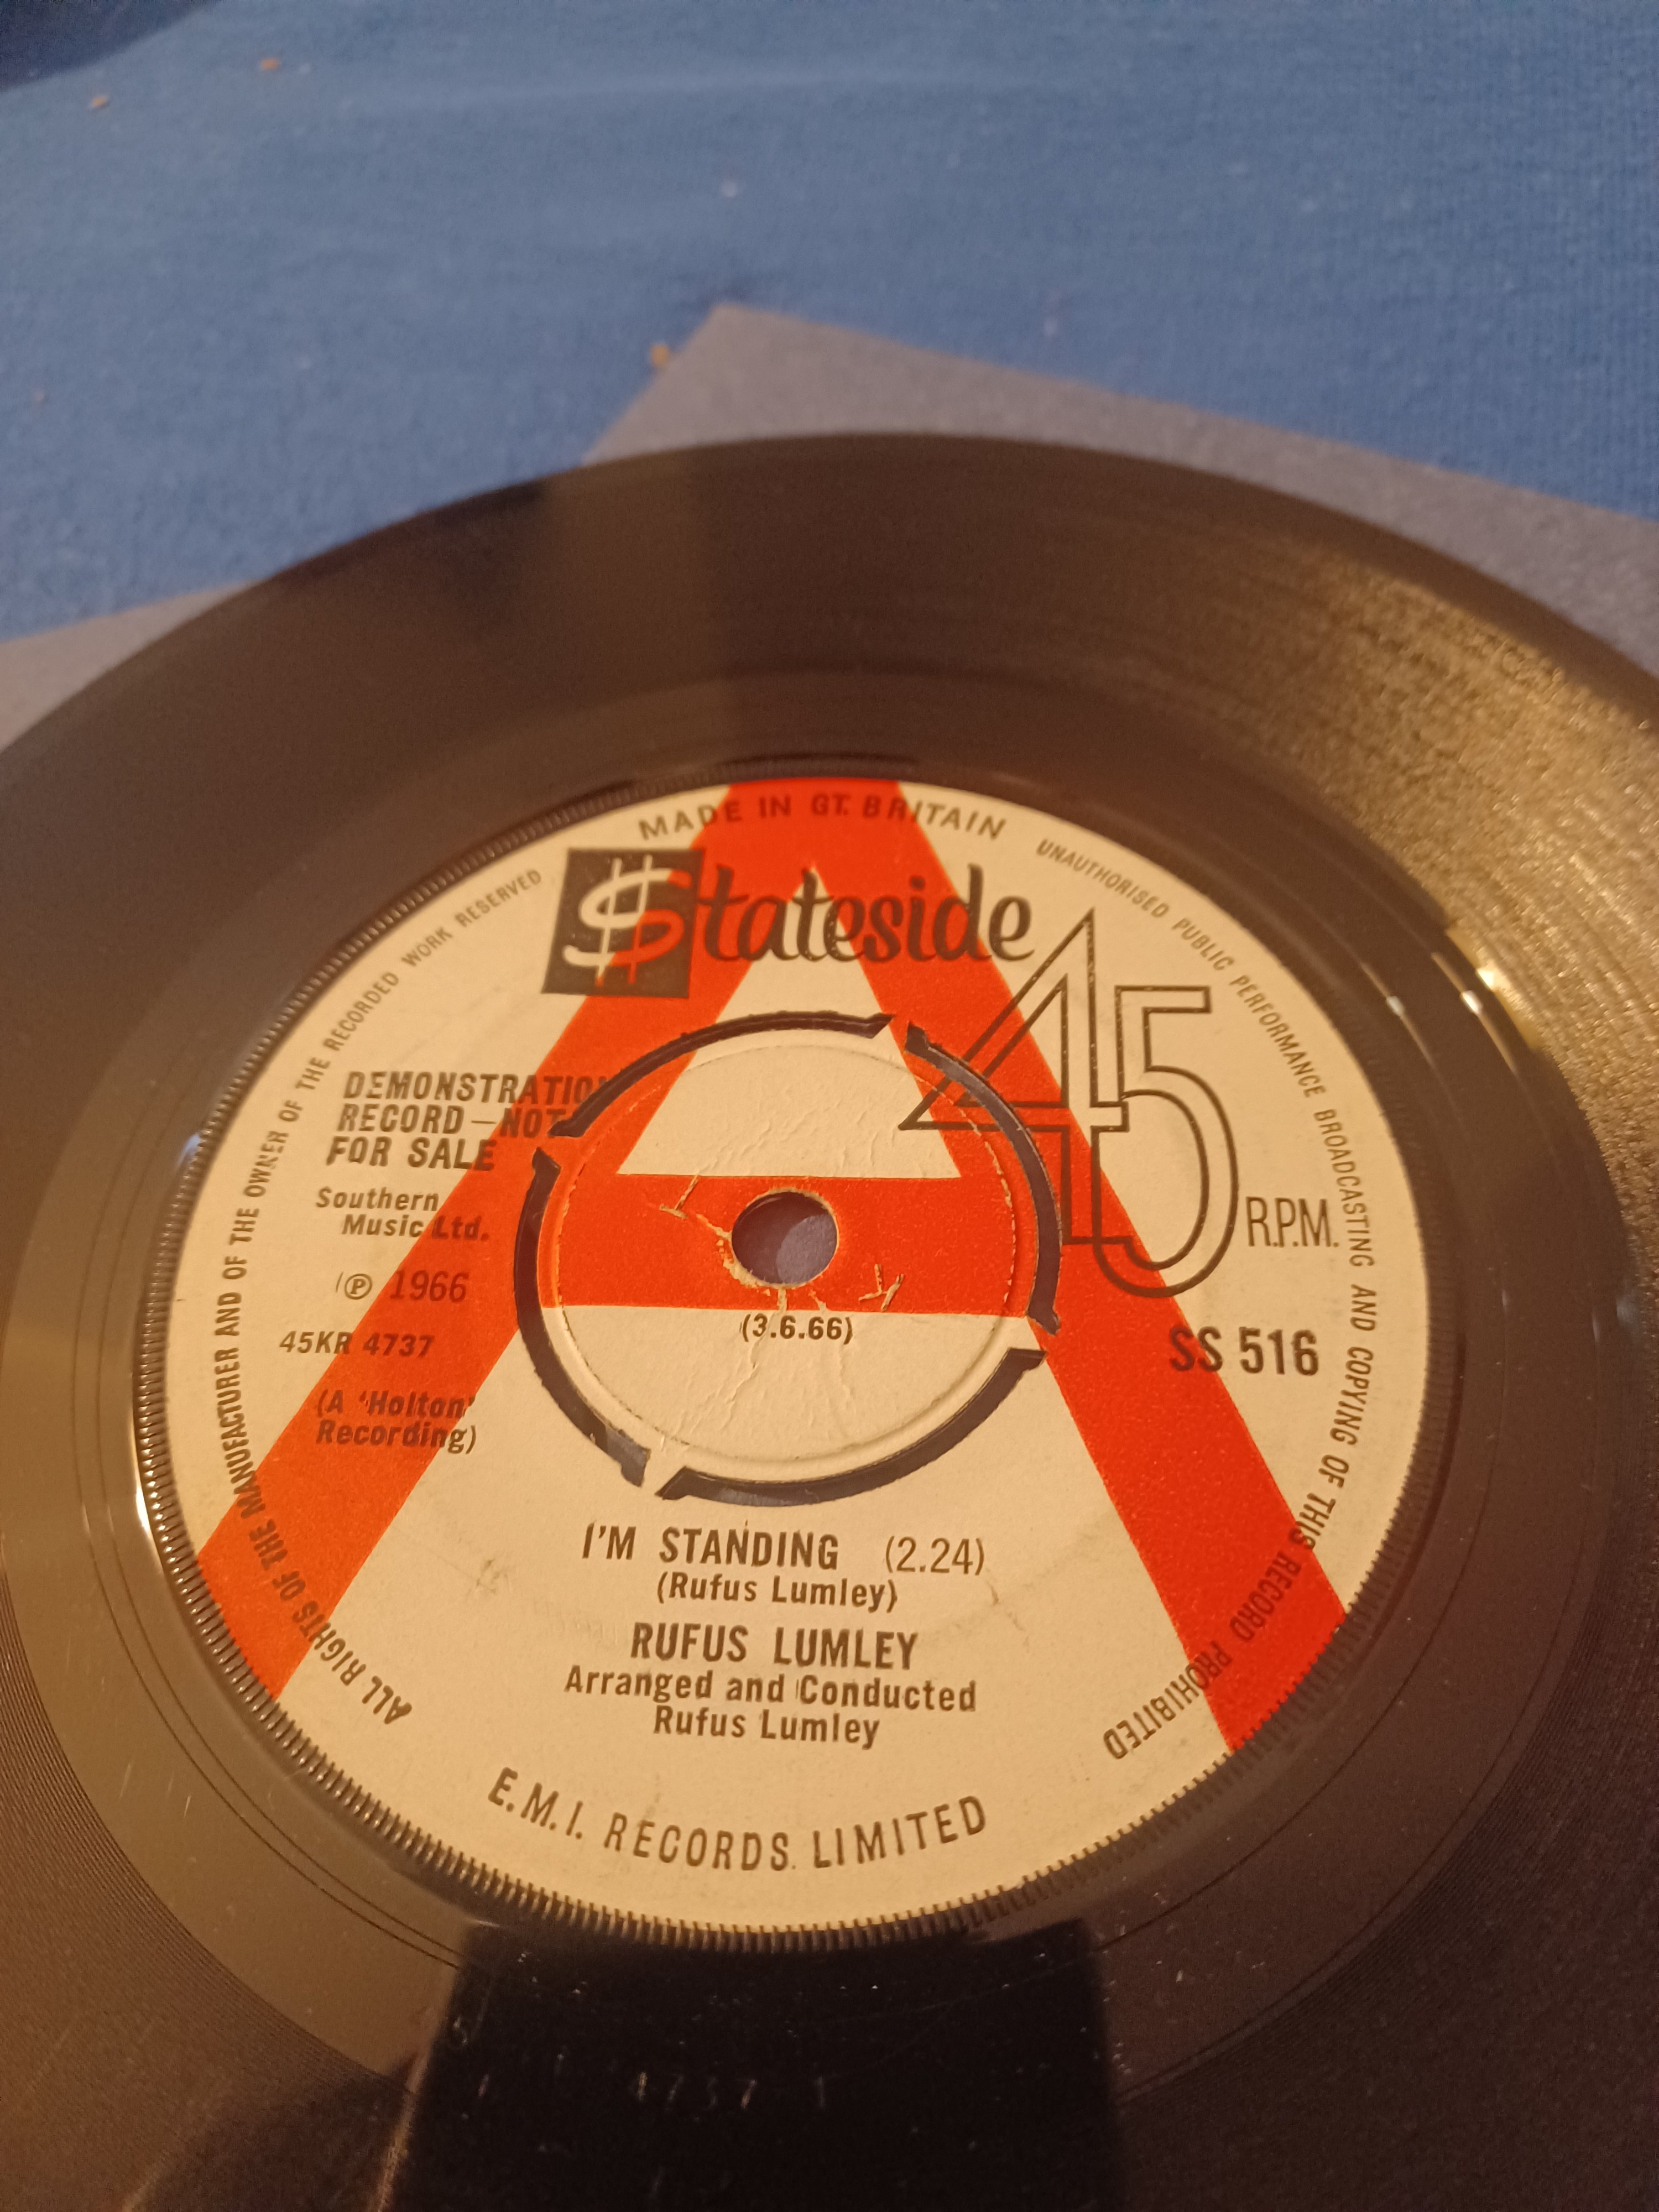 MADE IN GT. BRITAIN
Stateside
45
R.P.M.
DEMONSTRATION
RECORD — NOT
FOR SALE
Southern
Music Ltd.
℗ 1966
45KR 4737
(A 'Holton'
Recording)
(3.6.66)
SS 516
I'M STANDING (2.24)
(Rufus Lumley)
RUFUS LUMLEY
Arranged and Conducted
Rufus Lumley
E.M.I. RECORDS LIMITED
ALL RIGHTS OF THE MANUFACTURER AND OF THE OWNER OF THE RECORDED WORK RESERVED
UNAUTHORISED PUBLIC PERFORMANCE BROADCASTING AND COPYING OF THIS RECORD PROHIBITED